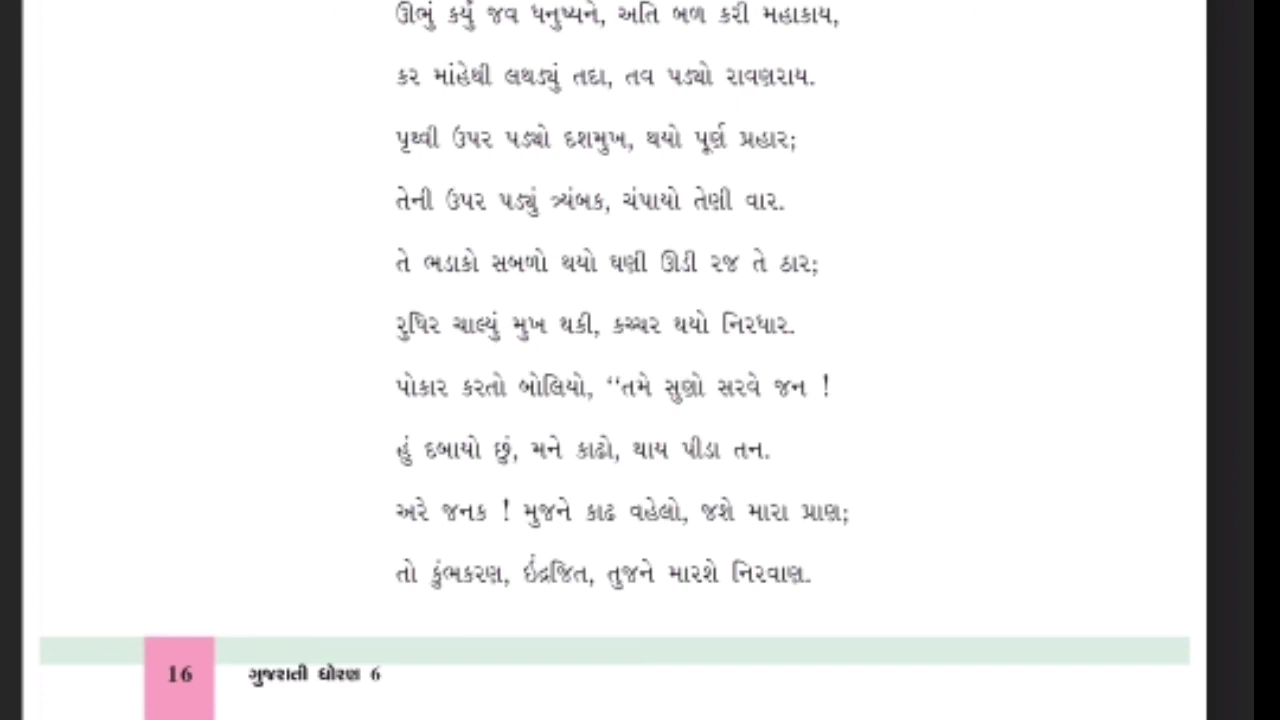 ઊભું કર્યું જવ ધનુષ્યને, અતિ બળ કરી મહાકાય,
કર માંહેથી લથડ્યું તદા, તવ પડ્યો રાવણરાય.
પૃથ્વી ઉપર પડ્યો દશમુખ, થયો પૂર્ણ પ્રહાર;
તેની ઉપર પડ્યું ત્ર્યંબક, ચંપાયો તેણી વાર.
તે ભડાકો સબળો થયો ઘણી ઊડી રજ તે ઠાર;
રુધિર ચાલ્યું મુખ થકી, કચ્ચર થયો નિરધાર.
પોકાર કરતો બોલિયો, “તમે સુણો સરવે જન !
હું દબાયો છું, મને કાઢો, થાય પીડા તન.
અરે જનક ! મુજને કાઢ વહેલો, જશે મારા પ્રાણ;
તો કુંભકરણ, ઇંદ્રજિત, તુજને મારશે નિરવાણ.
16 ગુજરાતી ધોરણ 6